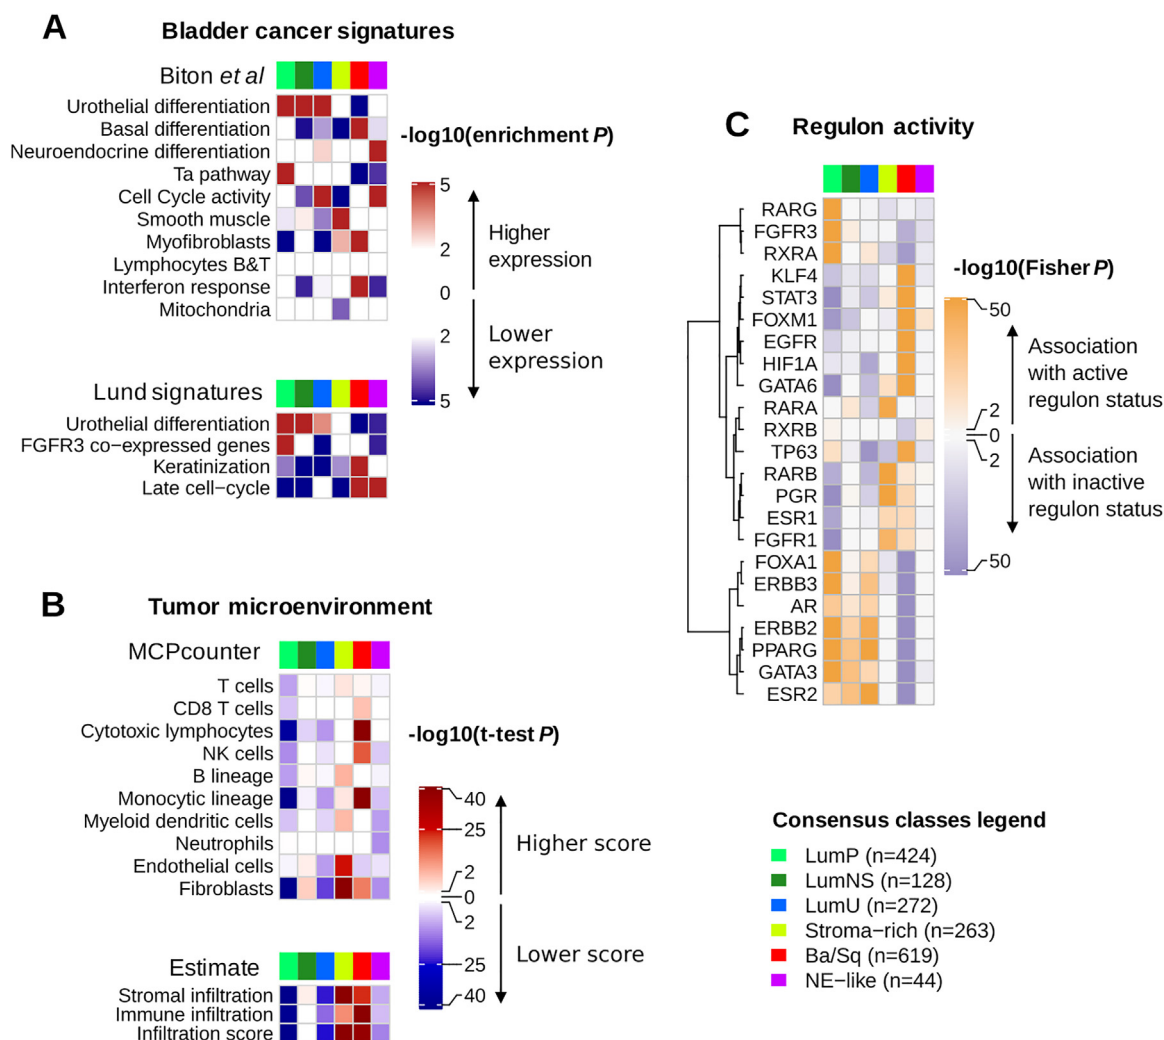 A
Bladder cancer signatures
Biton et al
Urothelial differentiation
Basal differentiation
Neuroendocrine differentiation
Ta pathway
Cell Cycle activity
Smooth muscle
Myofibroblasts
Lymphocytes B&T
Interferon response
Mitochondria
-log10(enrichment P)
5
2
0
2
5
Higher
expression
Lower
expression
Lund signatures
Urothelial differentiation
FGFR3 co−expressed genes
Keratinization
Late cell−cycle
B
Tumor microenvironment
MCPcounter
T cells
CD8 T cells
Cytotoxic lymphocytes
NK cells
B lineage
Monocytic lineage
Myeloid dendritic cells
Neutrophils
Endothelial cells
Fibroblasts
-log10(t-test P)
40
25
2
0
2
25
40
Higher score
Lower score
Estimate
Stromal infiltration
Immune infiltration
Infiltration score
C
Regulon activity
RARG
FGFR3
RXRA
KLF4
STAT3
FOXM1
EGFR
HIF1A
GATA6
RARA
RXRB
TP63
RARB
PGR
ESR1
FGFR1
FOXA1
ERBB3
AR
ERBB2
PPARG
GATA3
ESR2
-log10(Fisher P)
50
2
0
2
50
Association
with active
regulon status
Association
with inactive
regulon status
Consensus classes legend
LumP (n=424)
LumNS (n=128)
LumU (n=272)
Stroma−rich (n=263)
Ba/Sq (n=619)
NE−like (n=44)